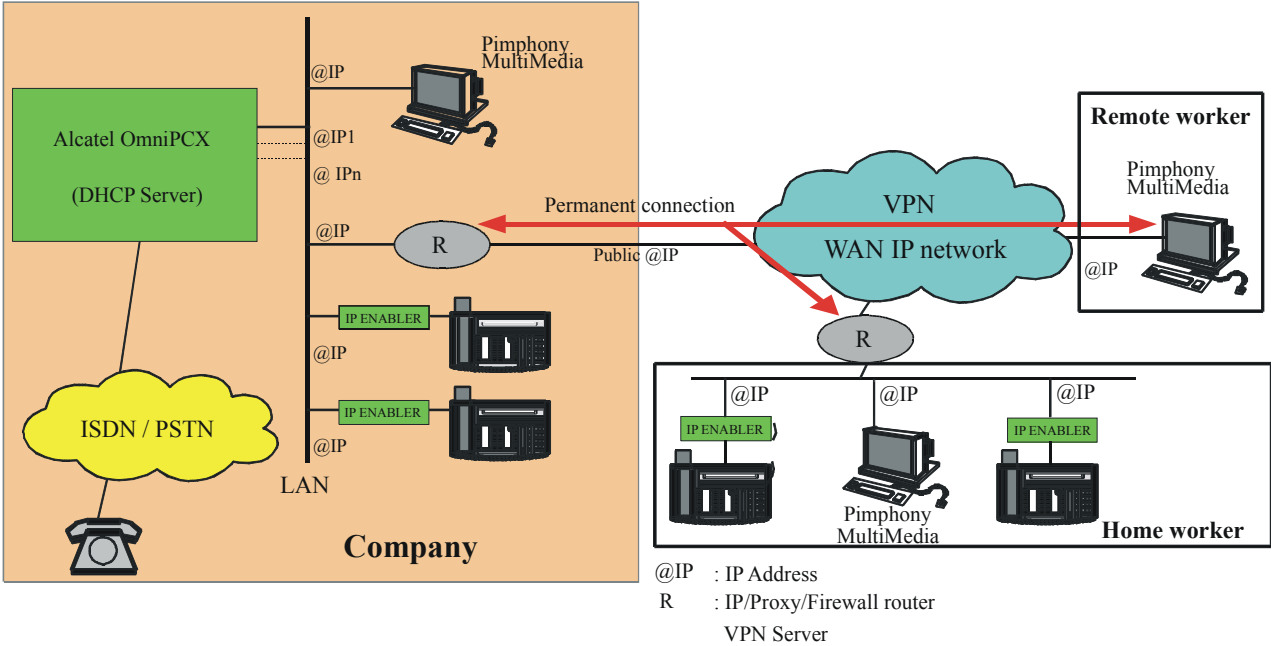 Pimphony
MultiMedia
@IP
Alcatel OmniPCX
(DHCP Server)
@IP1
@ IPn
@IP
R
Permanent connection
Public @IP
VPN
WAN IP network
Remote worker
Pimphony
MultiMedia
@IP
IP ENABLER
@IP
IP ENABLER
@IP
LAN
ISDN / PSTN
Company
R
@IP
@IP
@IP
IP ENABLER
IP ENABLER
Pimphony
MultiMedia
Home worker
@IP : IP Address
R : IP/Proxy/Firewall router
VPN Server